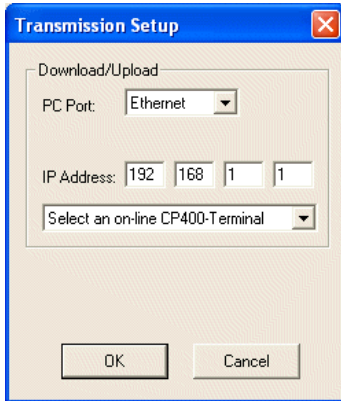 Transmission Setup
Download/Upload
PC Port: Ethernet
IP Address: 192 168 1 1
Select an on-line CP400-Terminal
OK Cancel